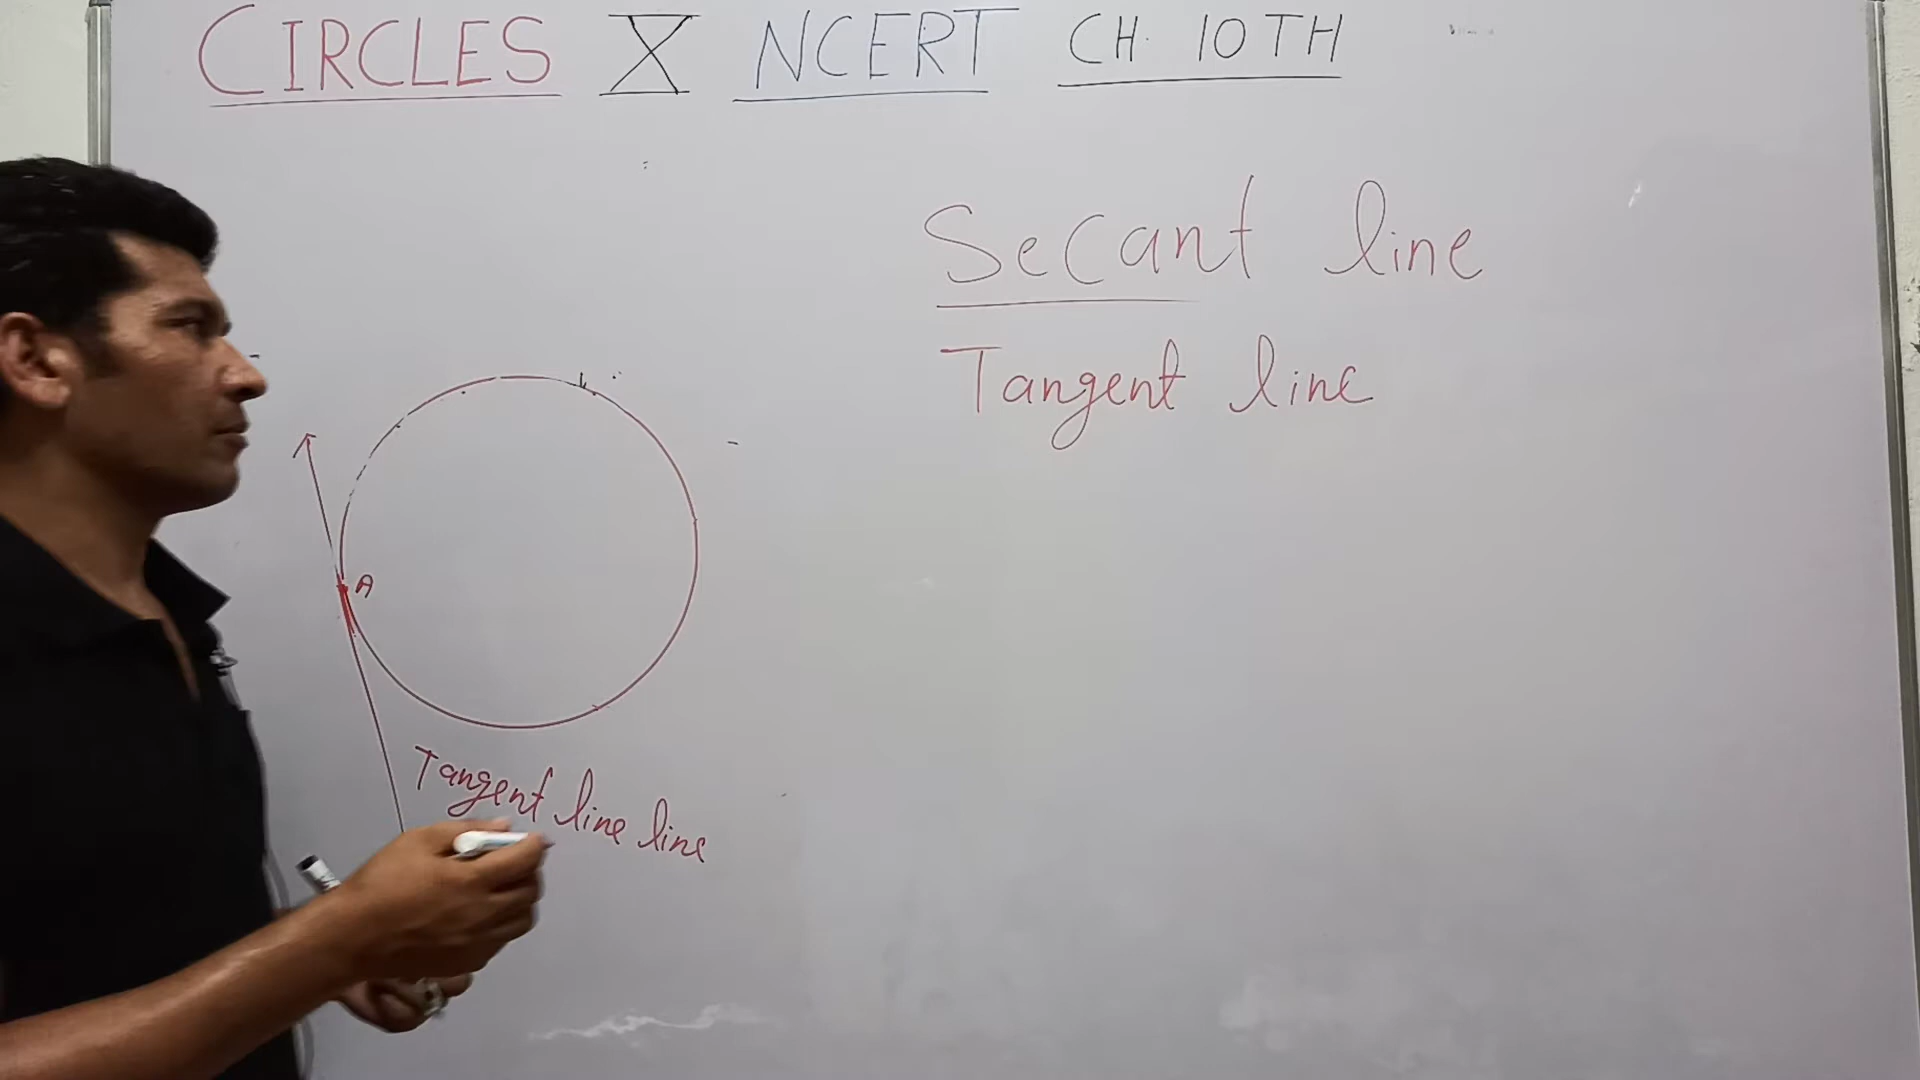 CIRCLES X NCERT CH. 10TH
Secant line
Tangent line
A
Tangent line line